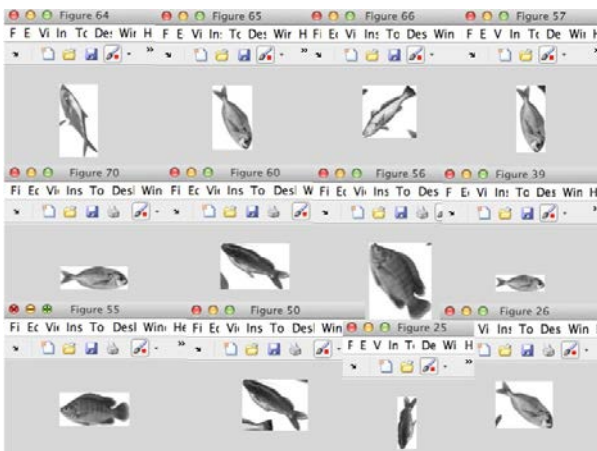 Figure 64
Figure 65
Figure 66
Figure 57
F E Vi In Tc De: Wir H
F E Vi In: Tc De: Wir H
Fi Ec Vi In: To Des Win
F E V In Tc De Win H
Figure 70
Figure 60
Figure 56
Figure 39
Fi Ec Vi Ins To Desl Win
Fi Ec Vi Ins To Desl W
Fi Ec Vi Ins To Des
F E Vi In: To Des Win H
Figure 55
Figure 50
Figure 25
Figure 26
Fi Ec Vi Ins To Desl Win He
Fi Ec Vi Ins To Desl Win
F E V In T De Wi H
Vi In: To Des Win